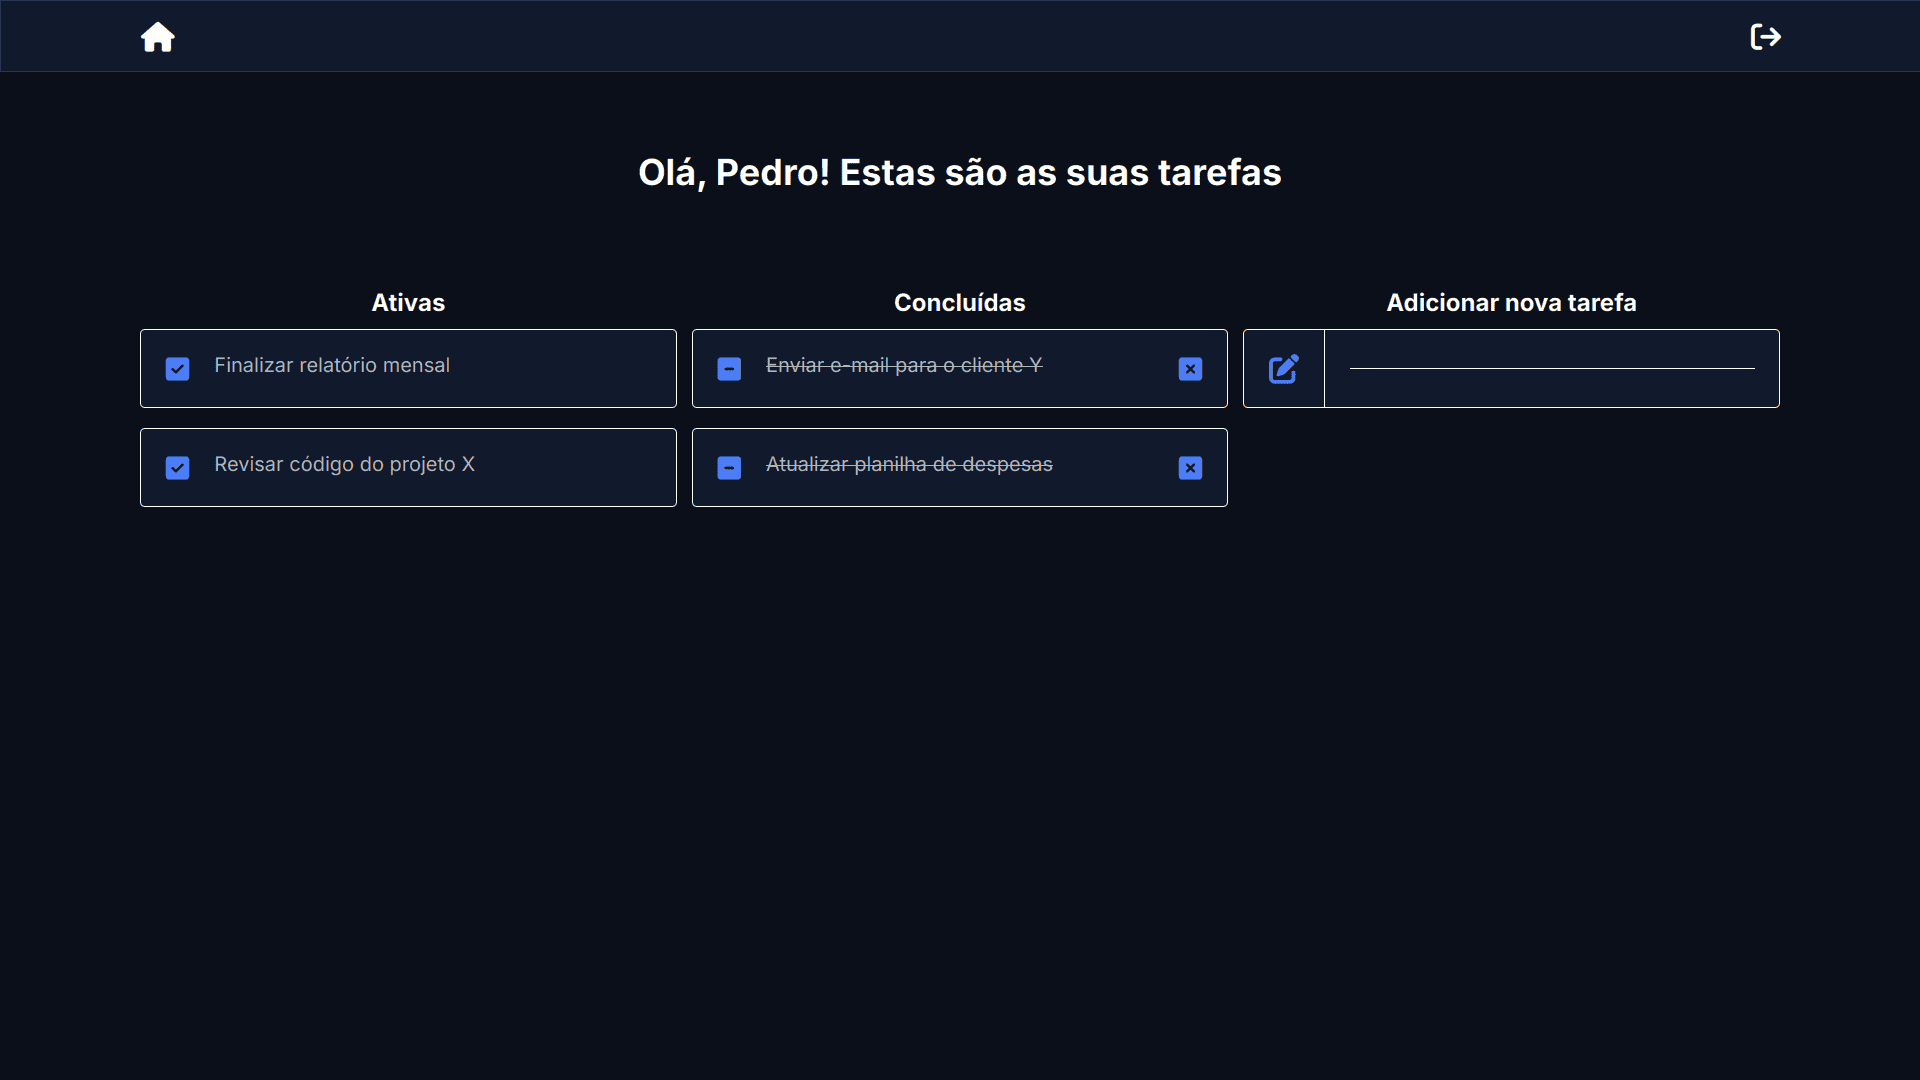 Olá, Pedro! Estas são as suas tarefas
Ativas
Finalizar relatório mensal
Revisar código do projeto X
Concluídas
Enviar e-mail para o cliente Y
Atualizar planilha de despesas
Adicionar nova tarefa